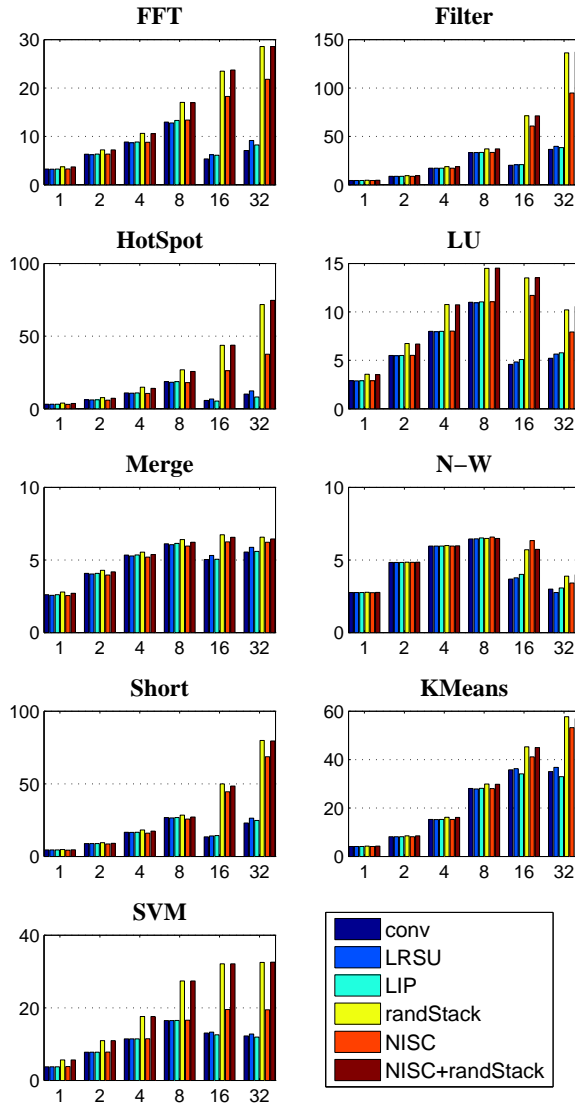 FFT
30
20
10
0
1 2 4 8 16 32
Filter
150
100
50
0
1 2 4 8 16 32
HotSpot
100
50
0
1 2 4 8 16 32
LU
15
10
5
0
1 2 4 8 16 32
Merge
10
5
0
1 2 4 8 16 32
N−W
10
5
0
1 2 4 8 16 32
Short
100
50
0
1 2 4 8 16 32
KMeans
60
40
20
0
1 2 4 8 16 32
SVM
40
20
0
1 2 4 8 16 32
conv
LRSU
LIP
randStack
NISC
NISC+randStack